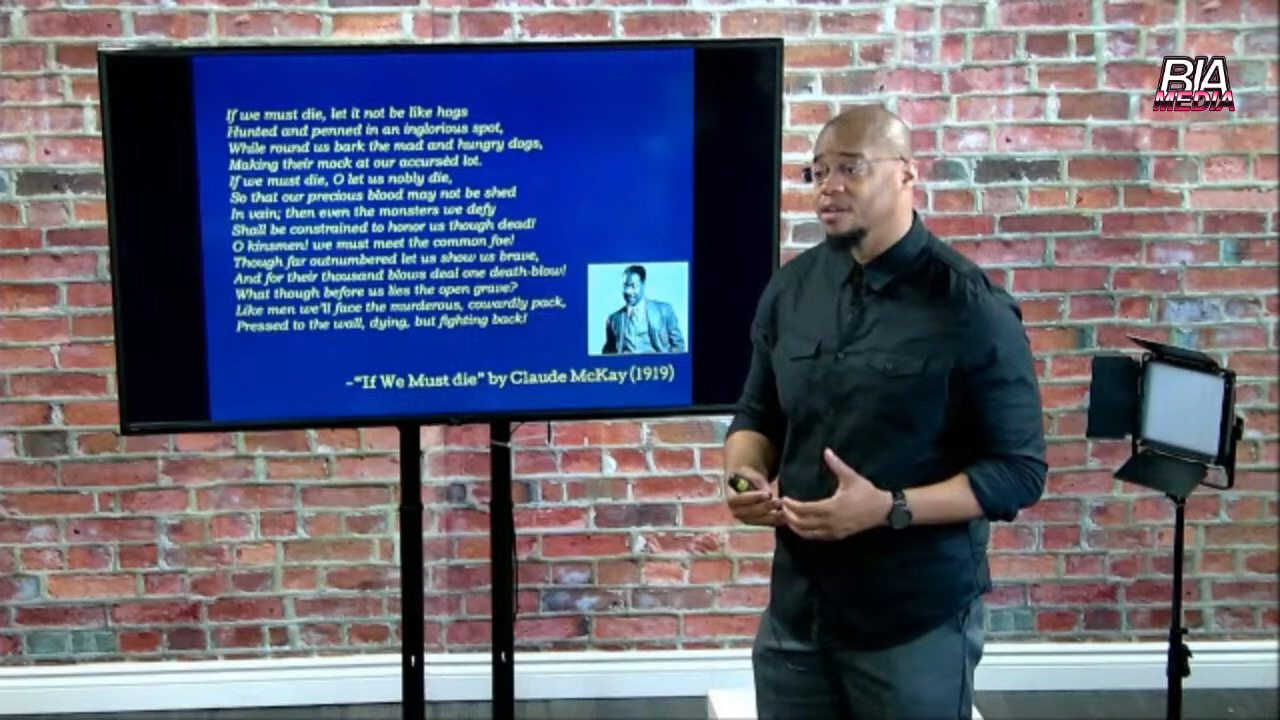 If we must die, let it not be like hogs
Hunted and penned in an inglorious spot,
While round us bark the mad and hungry dogs,
Making their mock at our accursèd lot.
If we must die, O let us nobly die,
So that our precious blood may not be shed
In vain; then even the monsters we defy
Shall be constrained to honor us though dead!
O kinsmen! we must meet the common foe!
Though far outnumbered let us show us brave,
And for their thousand blows deal one death-blow!
What though before us lies the open grave?
Like men we'll face the murderous, cowardly pack,
Pressed to the wall, dying, but fighting back!
-"If We Must die" by Claude McKay (1919)
BIA
MEDIA